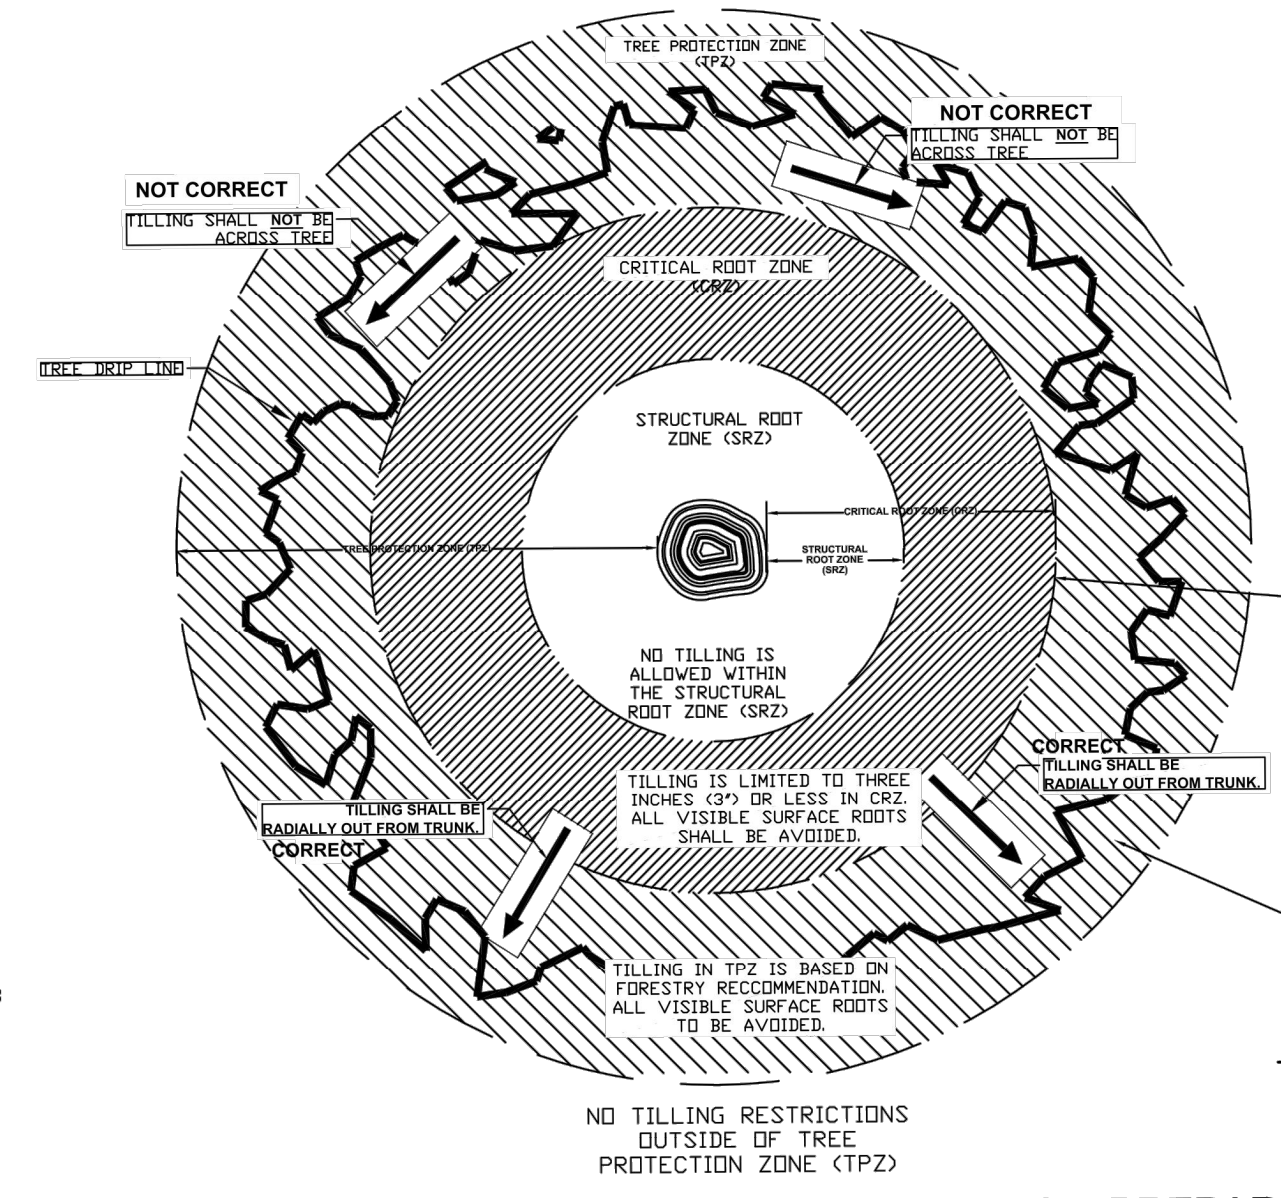 TREE PROTECTION ZONE
(TPZ)
NOT CORRECT
TILLING SHALL NOT BE
ACROSS TREE
NOT CORRECT
TILLING SHALL NOT BE
ACROSS TREE
CRITICAL ROOT ZONE
(CRZ)
TREE DRIP LINE
STRUCTURAL ROOT
ZONE (SRZ)
CRITICAL ROOT ZONE (CRZ)
TREE PROTECTION ZONE (TPZ)
STRUCTURAL
ROOT ZONE
(SRZ)
NO TILLING IS
ALLOWED WITHIN
THE STRUCTURAL
ROOT ZONE (SRZ)
CORRECT
TILLING SHALL BE
RADIALLY OUT FROM TRUNK.
TILLING IS LIMITED TO THREE
INCHES (3") OR LESS IN CRZ.
ALL VISIBLE SURFACE ROOTS
SHALL BE AVOIDED.
TILLING SHALL BE
RADIALLY OUT FROM TRUNK.
CORRECT
TILLING IN TPZ IS BASED ON
FORESTRY RECCOMMENDATION.
ALL VISIBLE SURFACE ROOTS
TO BE AVOIDED.
NO TILLING RESTRICTIONS
OUTSIDE OF TREE
PROTECTION ZONE (TPZ)